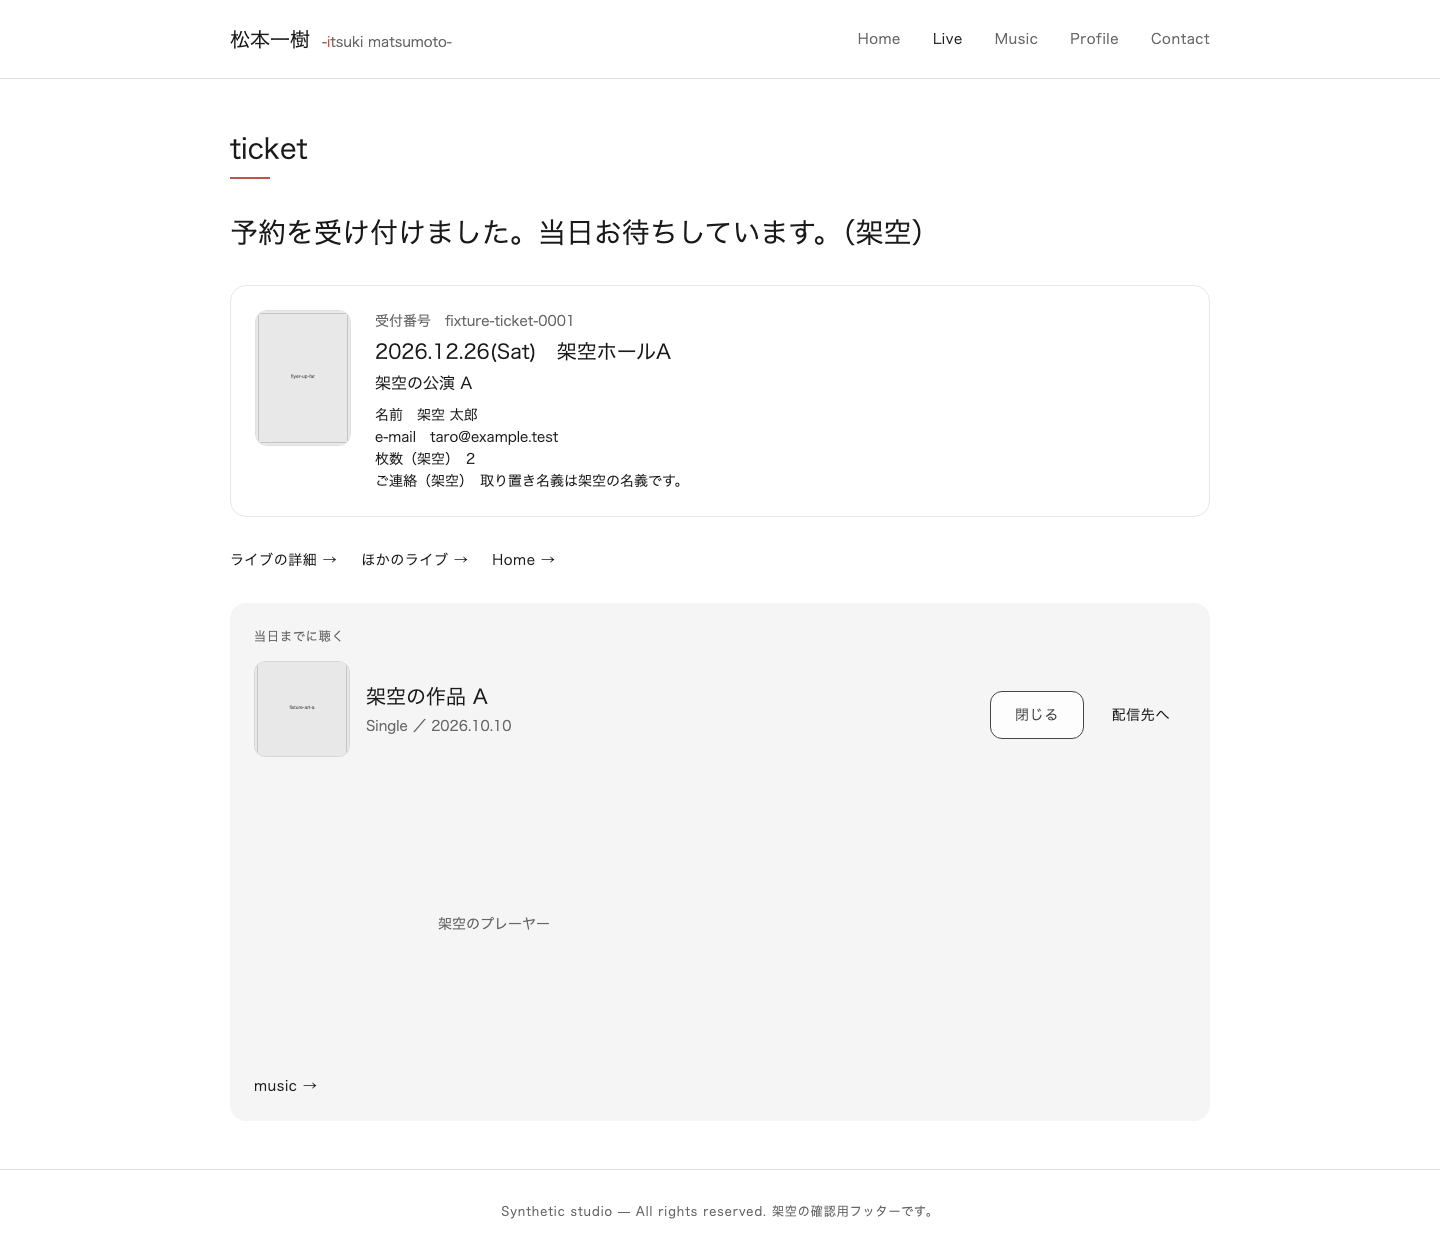 松本一樹 -itsuki matsumoto-
Home Live Music Profile Contact
ticket
予約を受け付けました。当日お待ちしています。（架空）
flyer-up-far
受付番号 fixture-ticket-0001
2026.12.26(Sat) 架空ホールA
架空の公演 A
名前 架空 太郎
e-mail taro@example.test
枚数（架空） 2
ご連絡（架空） 取り置き名義は架空の名義です。
ライブの詳細 → ほかのライブ → Home →
当日までに聴く
fixture-art-a
架空の作品 A
Single ／ 2026.10.10
閉じる 配信先へ
架空のプレーヤー
music →
Synthetic studio — All rights reserved. 架空の確認用フッターです。